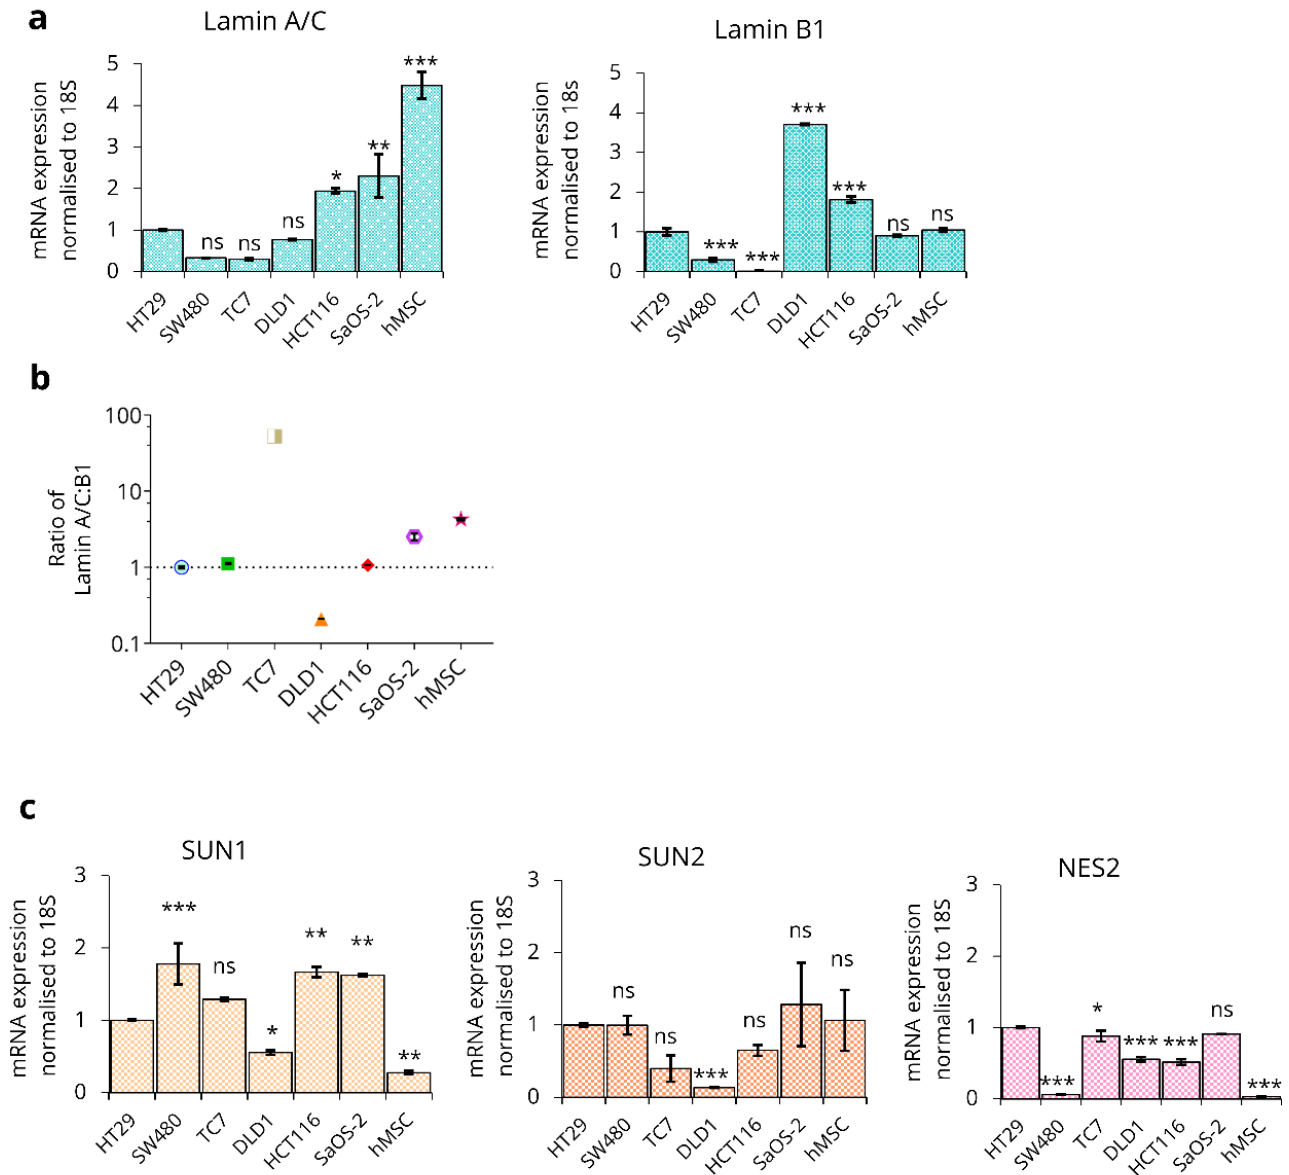 a
Lamin A/C
mRNA expression
normalised to 18S
5
4
3
2
1
0
ns
ns
ns
*
**
***
HT29
SW480
TC7
DLD1
HCT116
SaOS-2
hMSC
Lamin B1
mRNA expression
normalised to 18s
5
4
3
2
1
0
***
***
***
***
ns
ns
HT29
SW480
TC7
DLD1
HCT116
SaOS-2
hMSC
b
Ratio of
Lamin A/C:B1
100
10
1
0.1
HT29
SW480
TC7
DLD1
HCT116
SaOS-2
hMSC
c
SUN1
mRNA expression
normalised to 18S
3
2
1
0
***
ns
*
**
**
**
HT29
SW480
TC7
DLD1
HCT116
SaOS-2
hMSC
SUN2
mRNA expression
normalised to 18S
3
2
1
0
ns
ns
***
ns
ns
ns
HT29
SW480
TC7
DLD1
HCT116
SaOS-2
hMSC
NES2
mRNA expression
normalised to 18S
3
2
1
0
***
*
***
***
ns
***
HT29
SW480
TC7
DLD1
HCT116
SaOS-2
hMSC